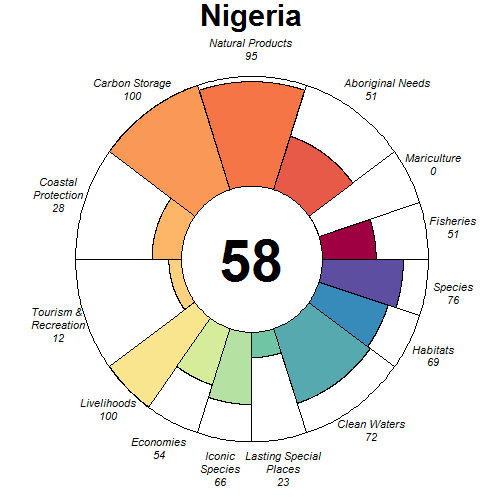 Nigeria
Natural Products
95
Carbon Storage
100
Aboriginal Needs
51
Mariculture
0
Coastal
Protection
28
Fisheries
51
58
Species
76
Tourism &
Recreation
12
Habitats
69
Livelihoods
100
Clean Waters
72
Economies
54
Iconic
Species
66
Lasting Special
Places
23